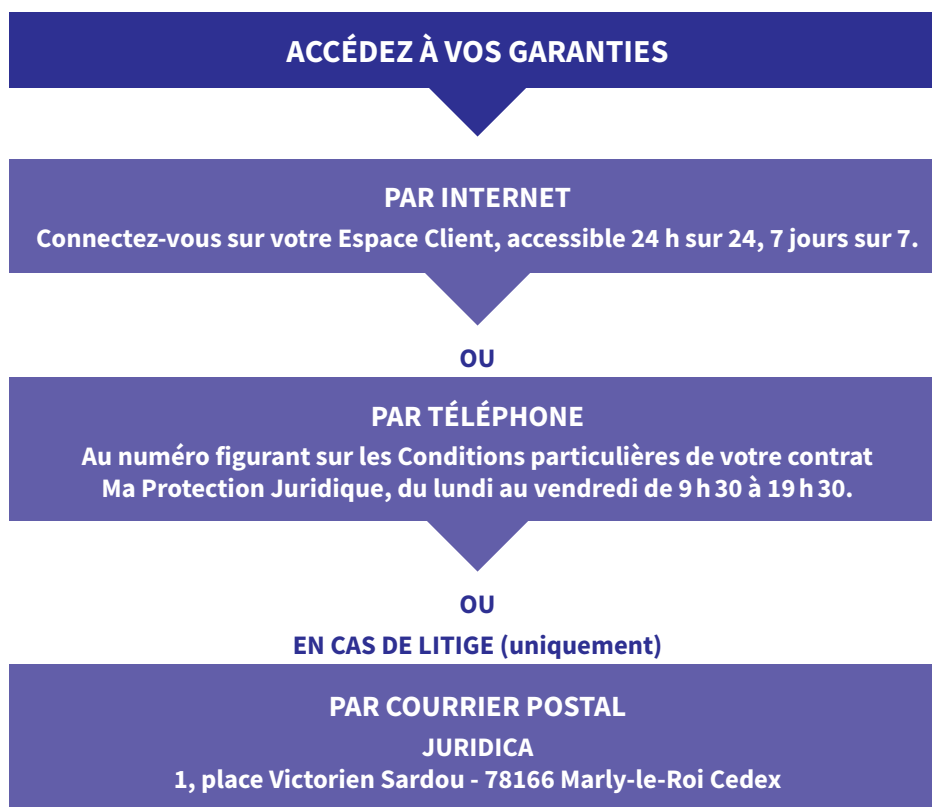 ACCÉDEZ À VOS GARANTIES
PAR INTERNET
Connectez-vous sur votre Espace Client, accessible 24 h sur 24, 7 jours sur 7.
OU
PAR TÉLÉPHONE
Au numéro figurant sur les Conditions particulières de votre contrat
Ma Protection Juridique, du lundi au vendredi de 9 h 30 à 19 h 30.
OU
EN CAS DE LITIGE (uniquement)
PAR COURRIER POSTAL
JURIDICA
1, place Victorien Sardou - 78166 Marly-le-Roi Cedex